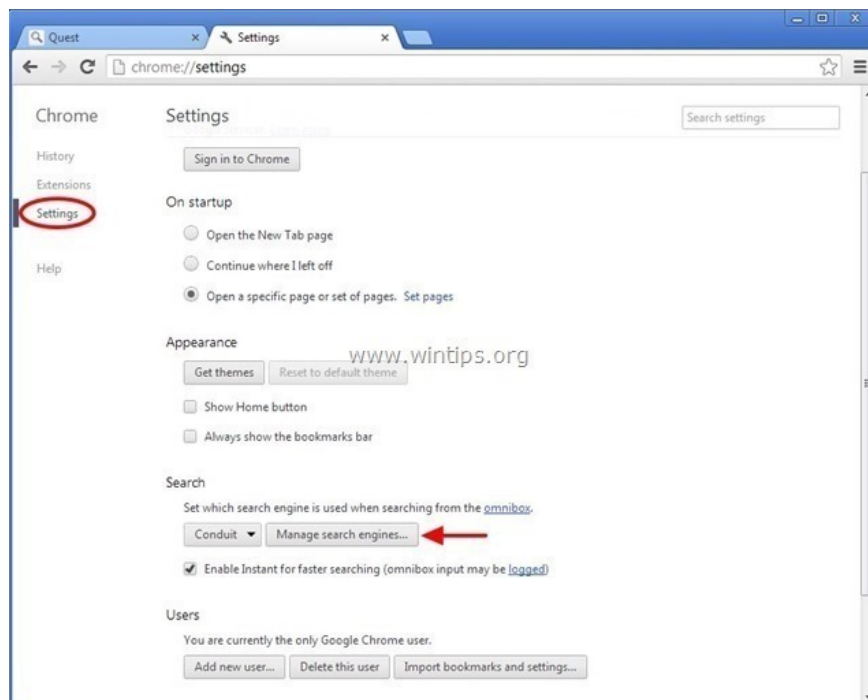 Quest
Settings
chrome://settings
Chrome
Settings
Search settings
History
Extensions
Settings
Help
Sign in to Chrome
On startup
Open the New Tab page
Continue where I left off
Open a specific page or set of pages. Set pages
Appearance
www.wintips.org
Get themes Reset to default theme
Show Home button
Always show the bookmarks bar
Search
Set which search engine is used when searching from the omnibox.
Conduit Manage search engines...
Enable Instant for faster searching (omnibox input may be logged)
Users
You are currently the only Google Chrome user.
Add new user... Delete this user Import bookmarks and settings...